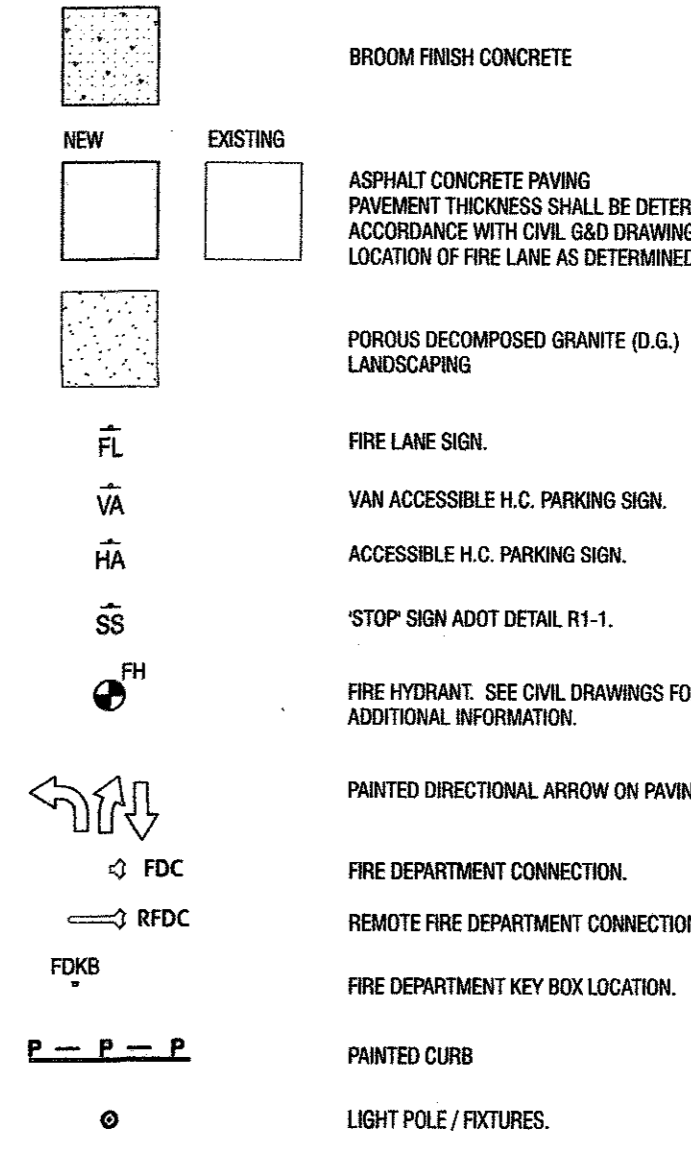 BROOM FINISH CONCRETE
NEW EXISTING
ASPHALT CONCRETE PAVING
PAVEMENT THICKNESS SHALL BE DETER
ACCORDANCE WITH CIVIL G&D DRAWING
LOCATION OF FIRE LANE AS DETERMINED
POROUS DECOMPOSED GRANITE (D.G.)
LANDSCAPING
FL FIRE LANE SIGN.
VA VAN ACCESSIBLE H.C. PARKING SIGN.
HA ACCESSIBLE H.C. PARKING SIGN.
SS 'STOP' SIGN ADOT DETAIL R1-1.
FH
FIRE HYDRANT. SEE CIVIL DRAWINGS FO
ADDITIONAL INFORMATION.
PAINTED DIRECTIONAL ARROW ON PAVIN
FDC FIRE DEPARTMENT CONNECTION.
RFDC REMOTE FIRE DEPARTMENT CONNECTION
FDKB
FIRE DEPARTMENT KEY BOX LOCATION.
P — P — P PAINTED CURB
LIGHT POLE / FIXTURES.